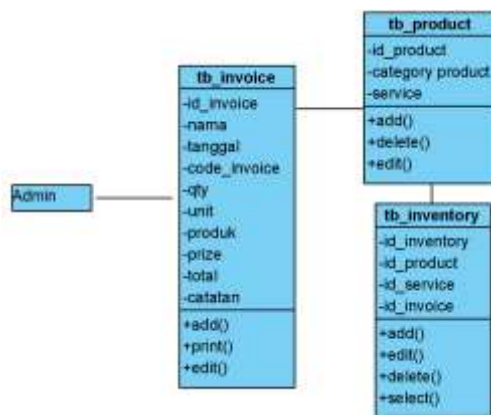 Admin
tb_invoice
-id_invoice
-nama
-tanggal
-code_invoice
-qty
-unit
-produk
-prize
-total
-catatan
+add()
+print()
+edit()
tb_product
-id_product
-category product
-service
+add()
+delete()
+edit()
tb_inventory
-id_inventory
-id_product
-id_service
-id_invoice
+add()
+edit()
+delete()
+select()